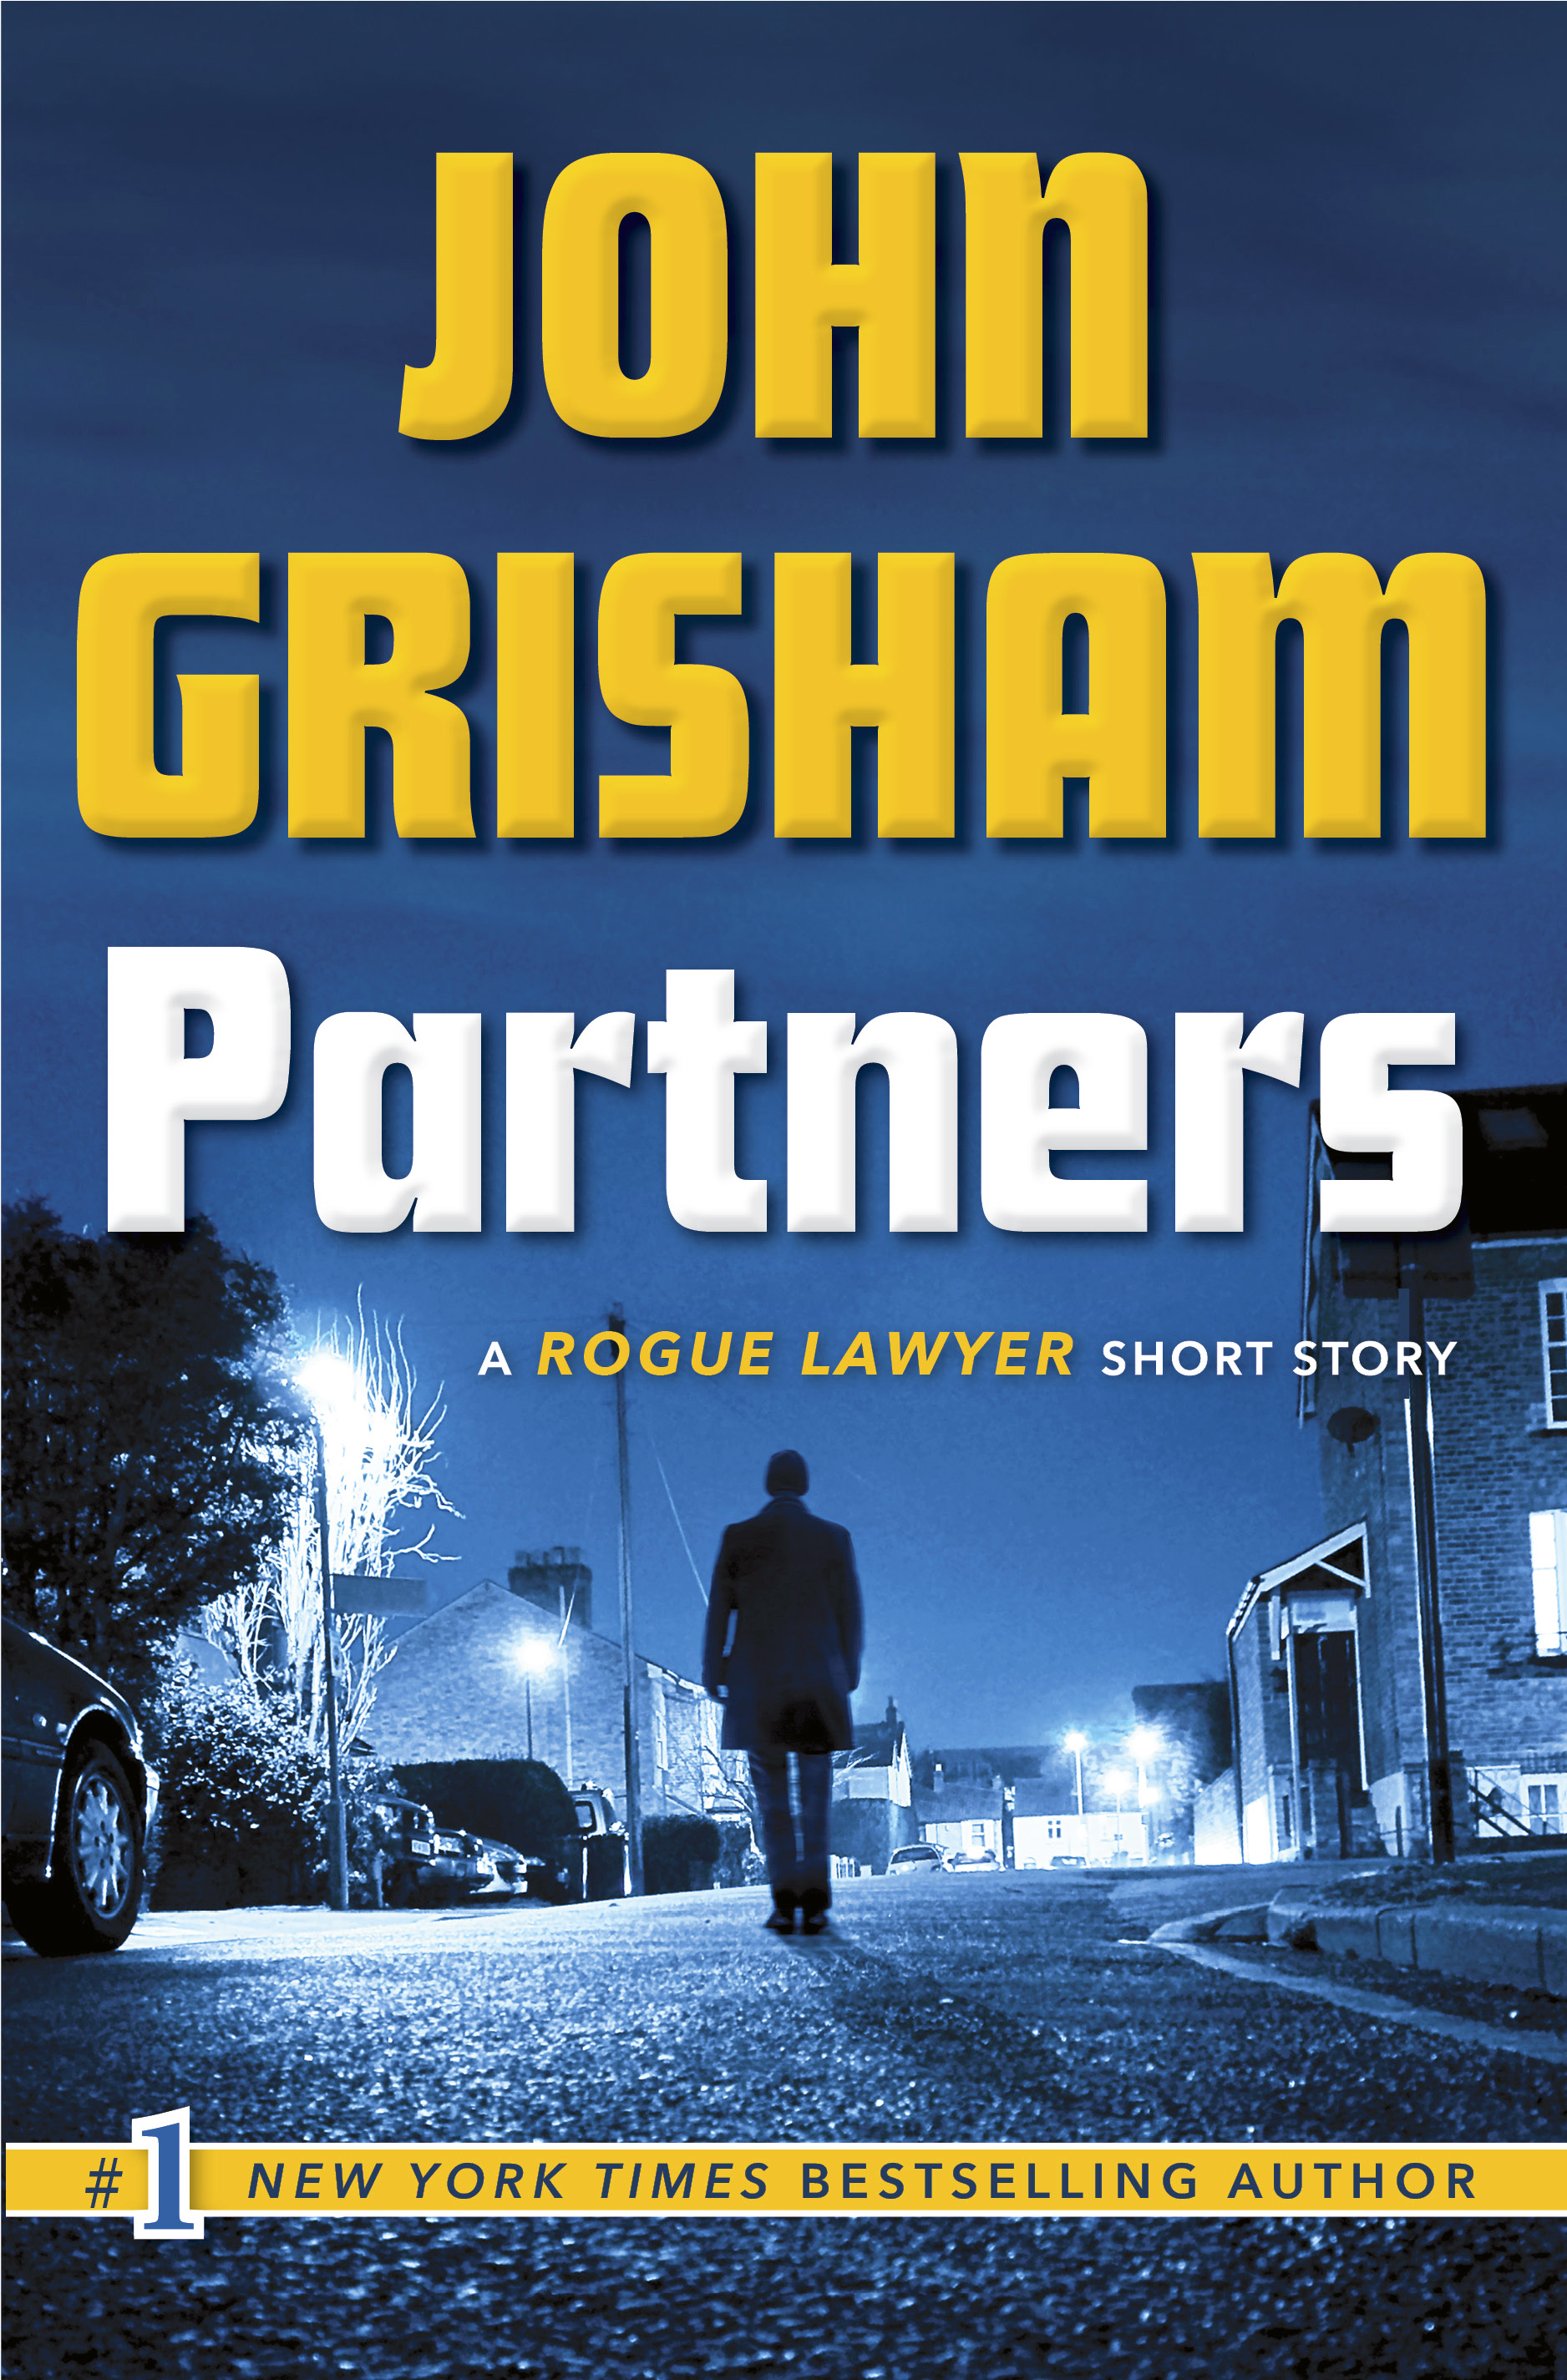 JOHN
GRISHAM
Partners
A ROGUE LAWYER SHORT STORY
#1 NEW YORK TIMES BESTSELLING AUTHOR